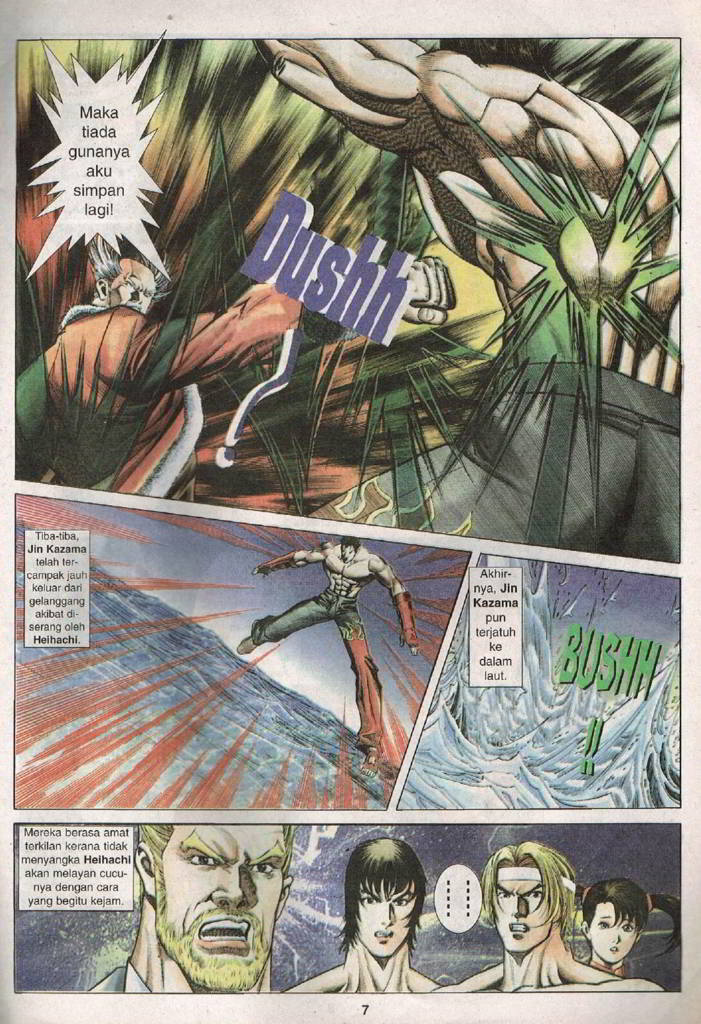 Maka
tiada
gunanya
aku
simpan
lagi!
Dushh
!
Tiba-tiba,
Jin Kazama
telah ter-
campak jauh
keluar dari
gelanggang
akibat di-
serang oleh
Heihachi.
Akhir-
nya, Jin
Kazama
pun
terjatuh
ke
dalam
laut.
BUSHH
!!
Mereka berasa amat
terkilan kerana tidak
menyangka Heihachi
akan melayan cucu-
nya dengan cara
yang begitu kejam.
7